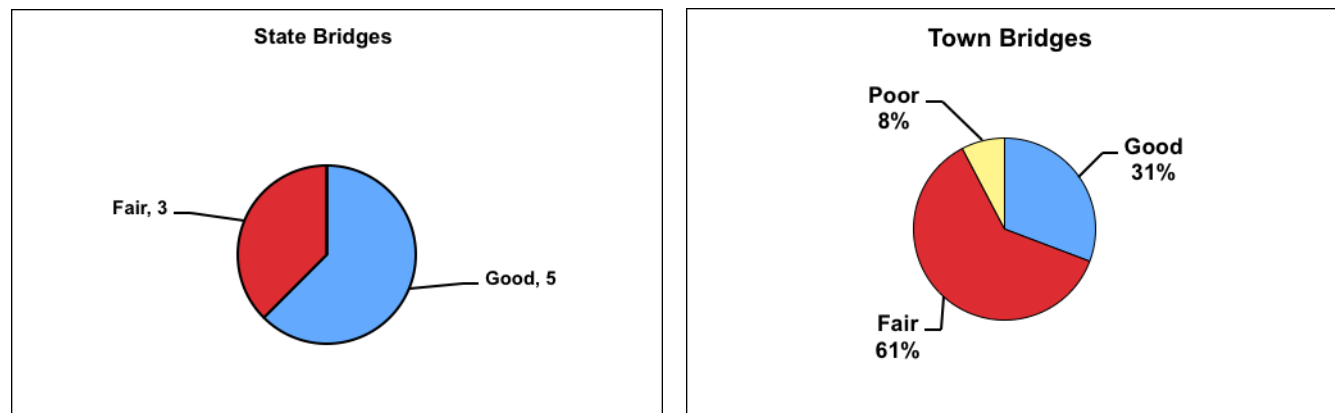 State Bridges
Fair, 3
Good, 5
Town Bridges
Poor
8%
Good
31%
Fair
61%